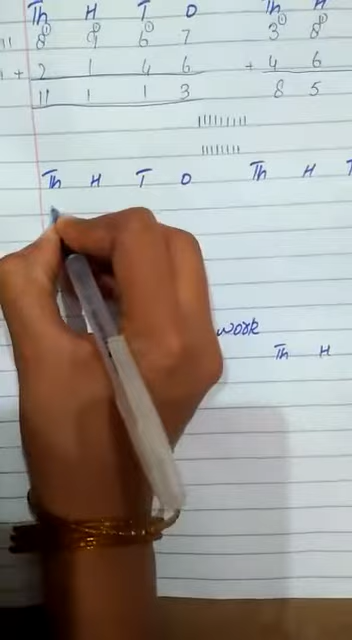 Th H T O Th H
8 9 6 7 3 8
+ 2 1 4 6 + 4 6
11 1 1 3 8 5
Th H T O Th H T
work
Th H